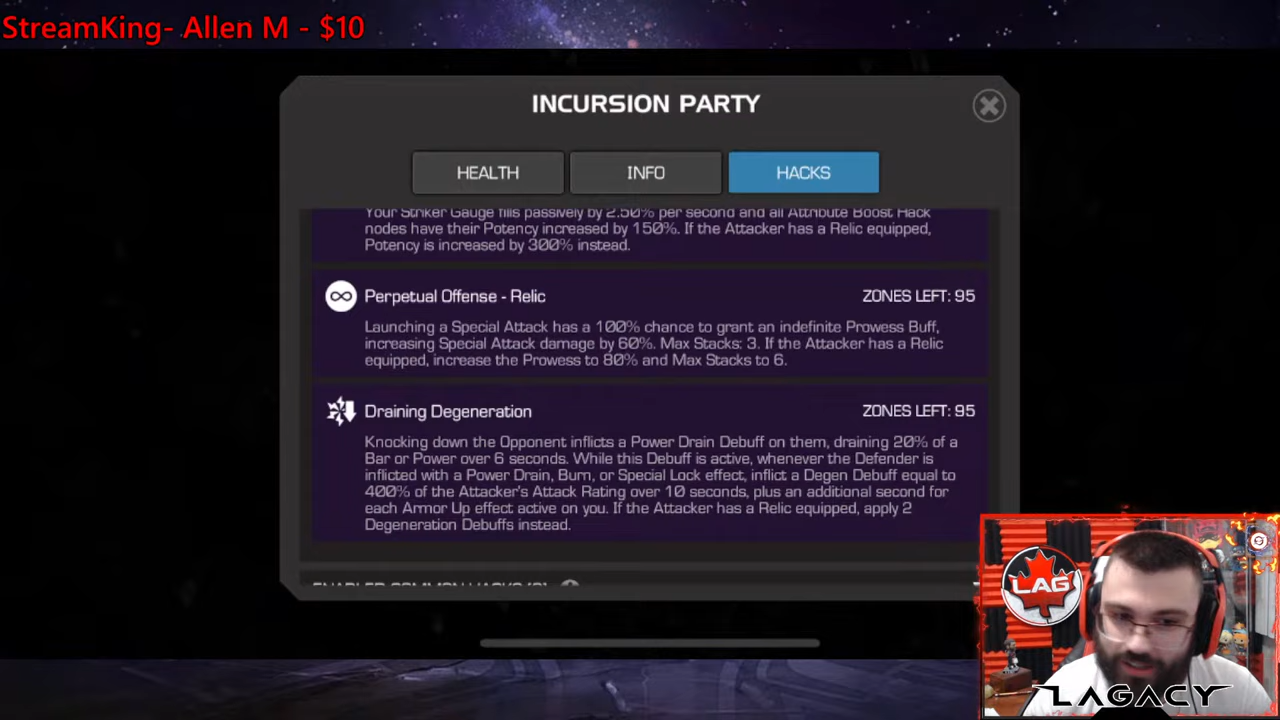 StreamKing- Allen M - $10
INCURSION PARTY
HEALTH
INFO
HACKS
Your Striker Gauge fills passively by 2.50% per second and all Attribute Boost Hack
nodes have their Potency increased by 150%. If the Attacker has a Relic equipped,
Potency is increased by 300% instead.
Perpetual Offense - Relic
ZONES LEFT: 95
Launching a Special Attack has a 100% chance to grant an indefinite Prowess Buff,
increasing Special Attack damage by 60%. Max Stacks: 3. If the Attacker has a Relic
equipped, increase the Prowess to 80% and Max Stacks to 6.
Draining Degeneration
ZONES LEFT: 95
Knocking down the Opponent inflicts a Power Drain Debuff on them, draining 20% of a
Bar or Power over 6 seconds. While this Debuff is active, whenever the Defender is
inflicted with a Power Drain, Burn, or Special Lock effect, inflict a Degen Debuff equal to
400% of the Attacker's Attack Rating over 10 seconds, plus an additional second for
each Armor Up effect active on you. If the Attacker has a Relic equipped, apply 2
Degeneration Debuffs instead.
ENABLED COMMON HACKS
LAG
LAGACY